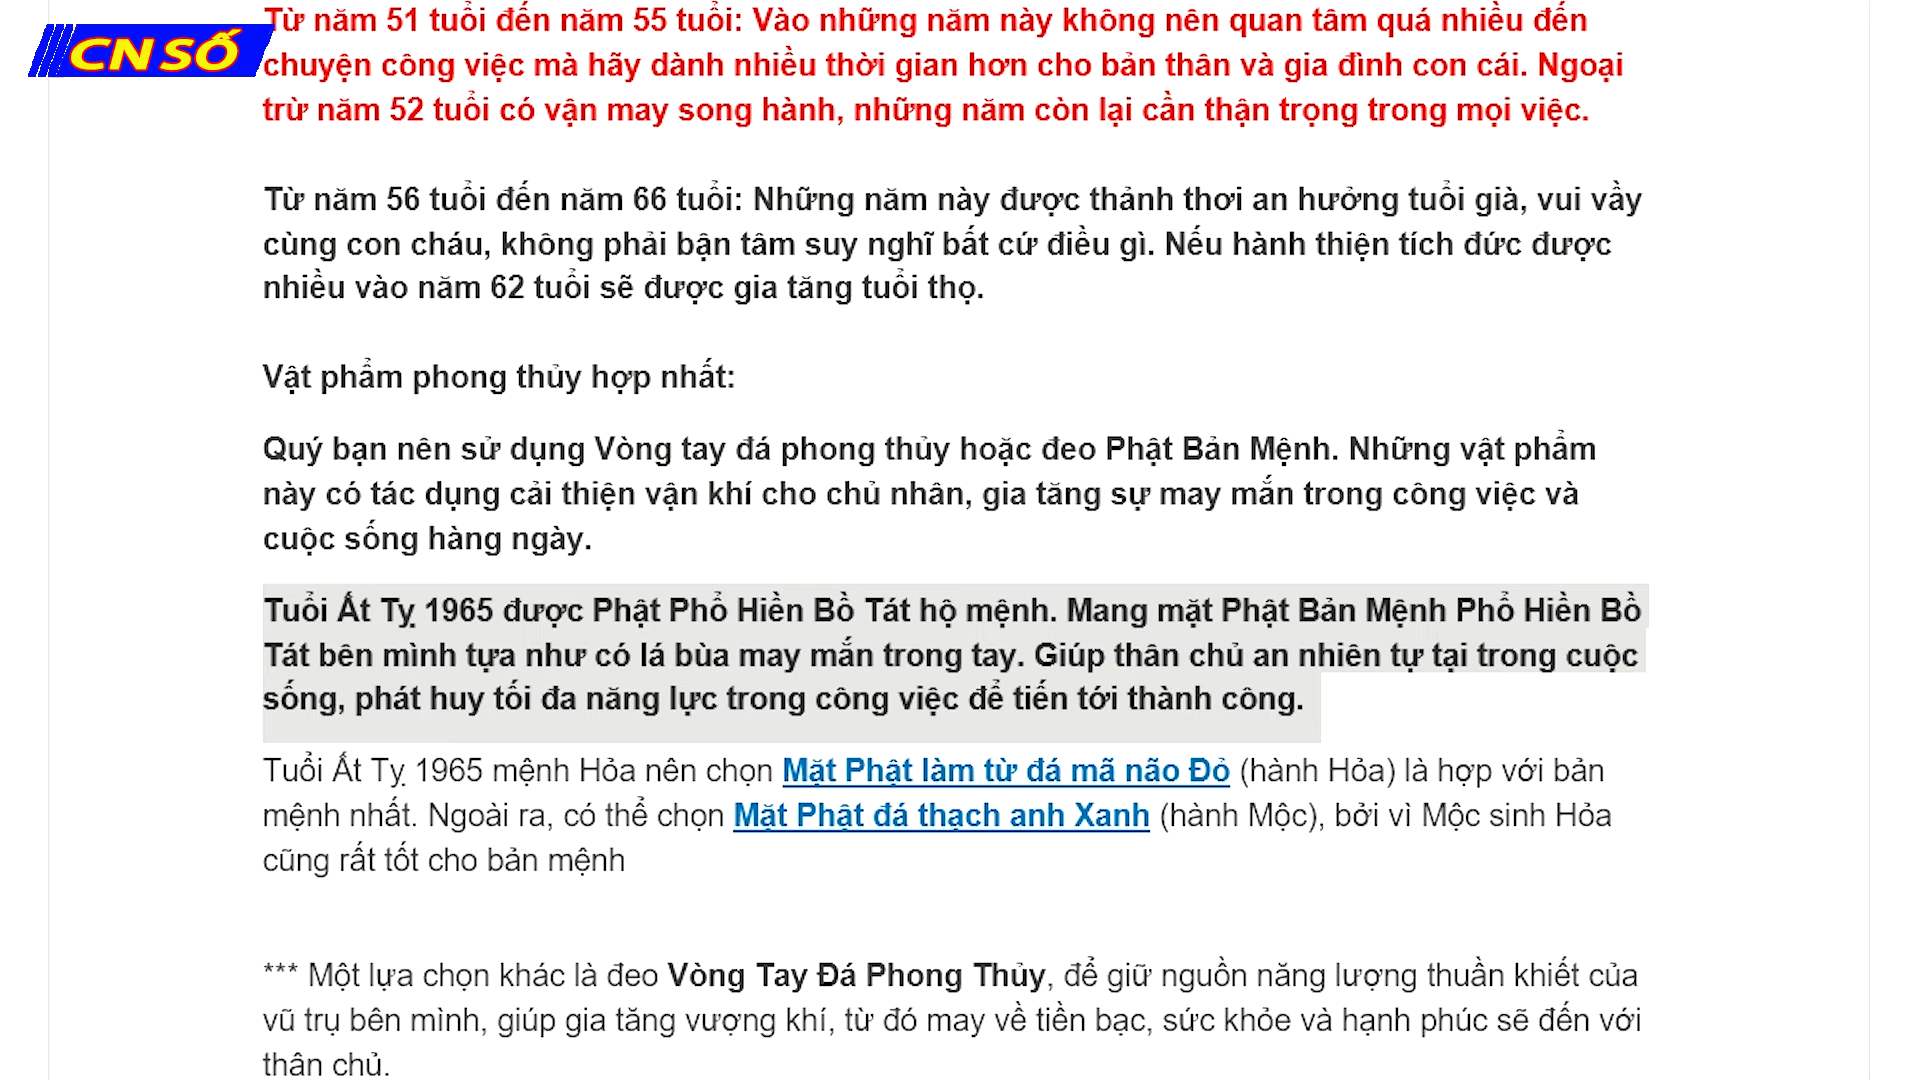 CN SỐ
Từ năm 51 tuổi đến năm 55 tuổi: Vào những năm này không nên quan tâm quá nhiều đến
chuyện công việc mà hãy dành nhiều thời gian hơn cho bản thân và gia đình con cái. Ngoại
trừ năm 52 tuổi có vận may song hành, những năm còn lại cần thận trọng trong mọi việc.
Từ năm 56 tuổi đến năm 66 tuổi: Những năm này được thảnh thơi an hưởng tuổi già, vui vầy
cùng con cháu, không phải bận tâm suy nghĩ bất cứ điều gì. Nếu hành thiện tích đức được
nhiều vào năm 62 tuổi sẽ được gia tăng tuổi thọ.
Vật phẩm phong thủy hợp nhất:
Quý bạn nên sử dụng Vòng tay đá phong thủy hoặc đeo Phật Bản Mệnh. Những vật phẩm
này có tác dụng cải thiện vận khí cho chủ nhân, gia tăng sự may mắn trong công việc và
cuộc sống hàng ngày.
Tuổi Ất Tỵ 1965 được Phật Phổ Hiền Bồ Tát hộ mệnh. Mang mặt Phật Bản Mệnh Phổ Hiền Bồ
Tát bên mình tựa như có lá bùa may mắn trong tay. Giúp thân chủ an nhiên tự tại trong cuộc
sống, phát huy tối đa năng lực trong công việc để tiến tới thành công.
Tuổi Ất Tỵ 1965 mệnh Hỏa nên chọn Mặt Phật làm từ đá mã não Đỏ (hành Hỏa) là hợp với bản
mệnh nhất. Ngoài ra, có thể chọn Mặt Phật đá thạch anh Xanh (hành Mộc), bởi vì Mộc sinh Hỏa
cũng rất tốt cho bản mệnh
*** Một lựa chọn khác là đeo Vòng Tay Đá Phong Thủy, để giữ nguồn năng lượng thuần khiết của
vũ trụ bên mình, giúp gia tăng vượng khí, từ đó may về tiền bạc, sức khỏe và hạnh phúc sẽ đến với
thân chủ.